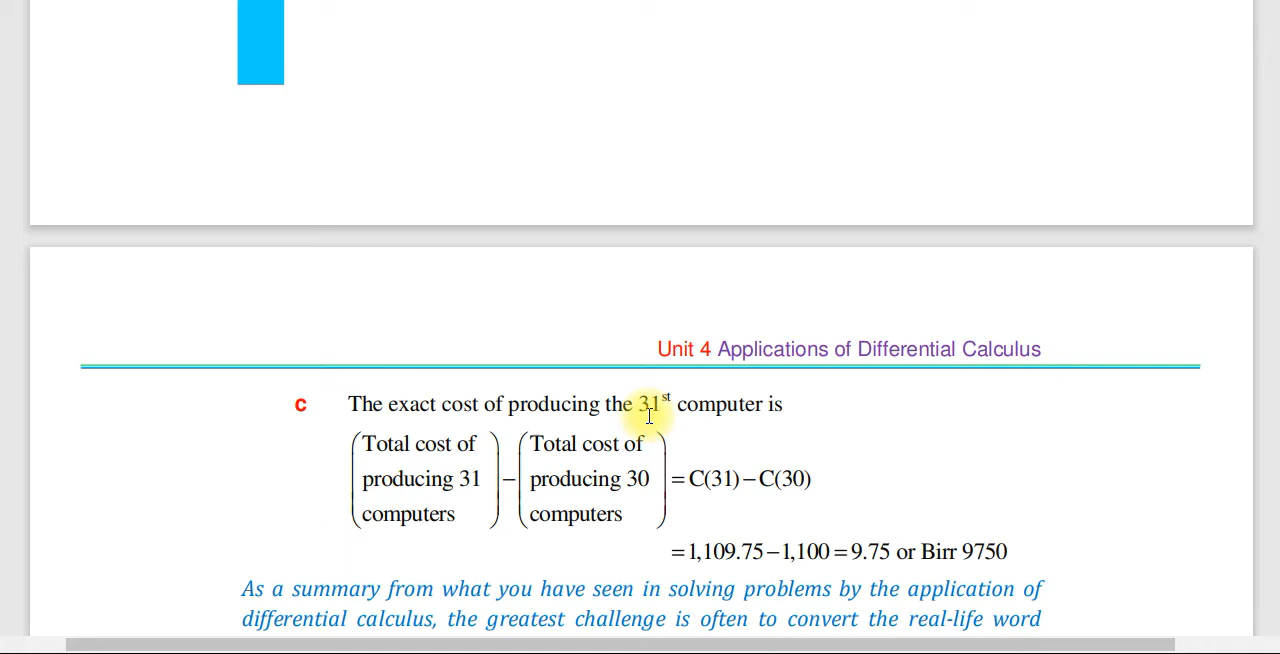 Unit 4 Applications of Differential Calculus
c The exact cost of producing the 31st computer is
(Total cost of producing 31 computers) − (Total cost of producing 30 computers) = C(31) − C(30)
= 1,109.75 − 1,100 = 9.75 or Birr 9750
As a summary from what you have seen in solving problems by the application of
differential calculus, the greatest challenge is often to convert the real-life word